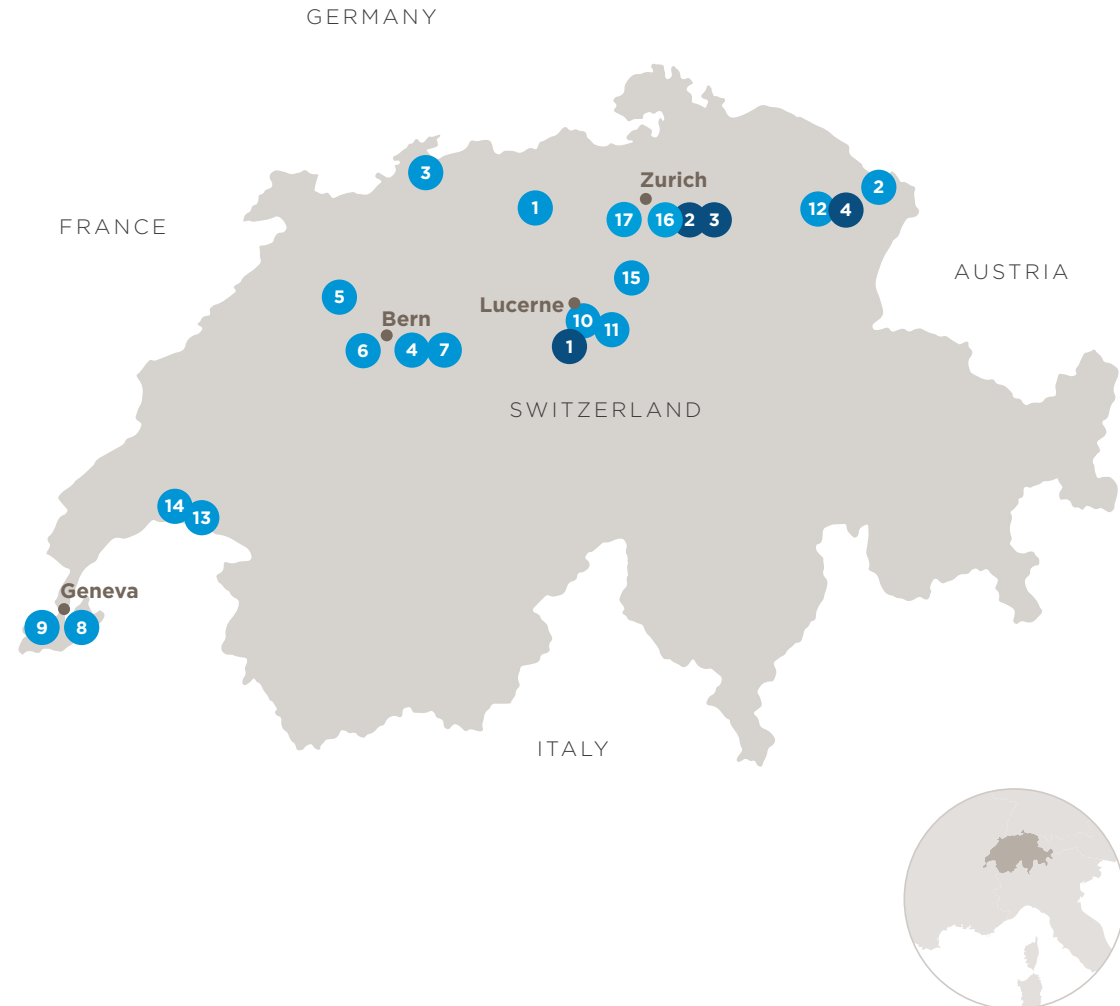 GERMANY
3
Zurich
2
1
17
16
2
3
12
4
FRANCE
AUSTRIA
15
5
Lucerne
Bern
10
11
6
4
7
1
SWITZERLAND
14
13
Geneva
9
8
ITALY